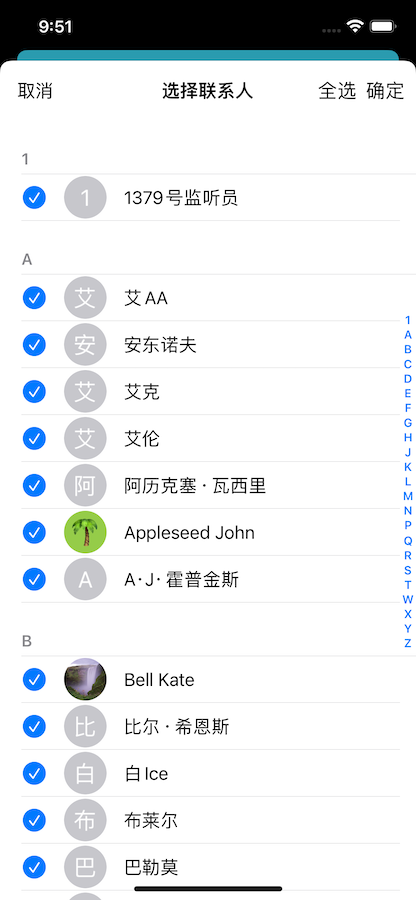 9:51
取消 选择联系人 全选 确定
1
1 1379号监听员
A
艾 艾AA
安 安东诺夫
艾 艾克
艾 艾伦
阿 阿历克塞 · 瓦西里
Appleseed John
A A·J· 霍普金斯
B
Bell Kate
比 比尔 · 希恩斯
白 白Ice
布 布莱尔
巴 巴勒莫
1
A
B
C
D
E
F
G
H
J
K
L
M
N
P
Q
R
S
T
W
X
Y
Z